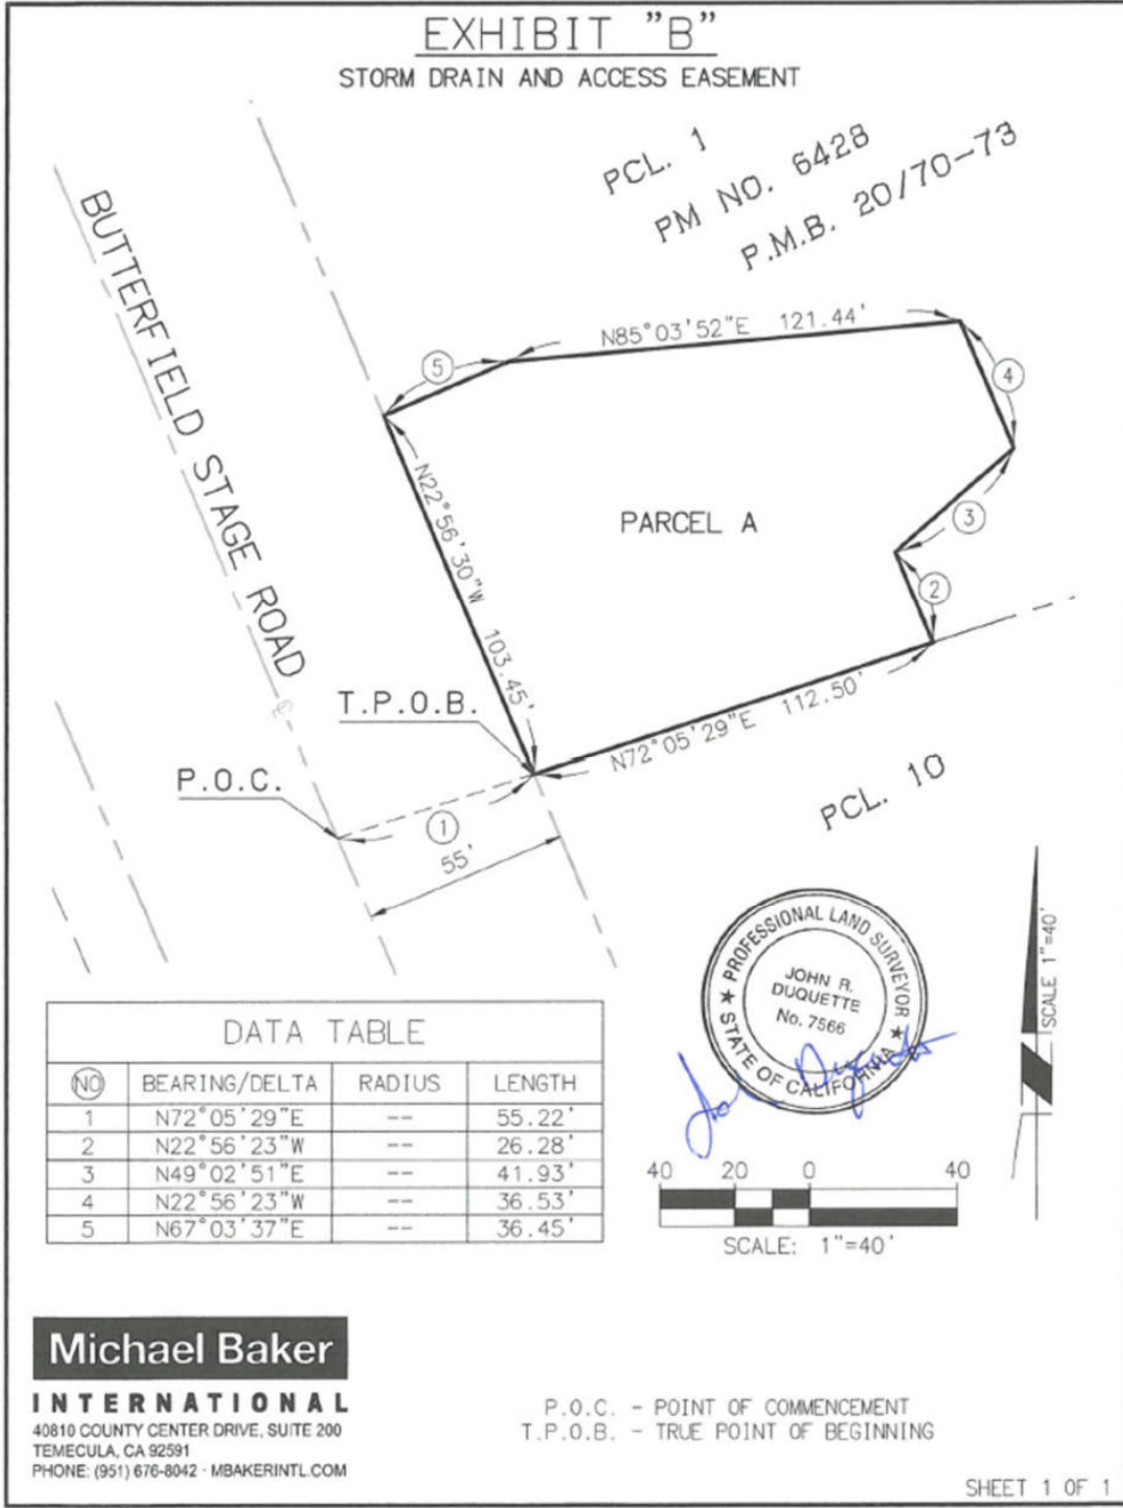 EXHIBIT "B"
STORM DRAIN AND ACCESS EASEMENT
PCL. 1
PM NO. 6428
P.M.B. 20/70-73
BUTTERFIELD STAGE ROAD
℄
N85°03'52"E 121.44'
5
4
N22°56'30"W 103.45'
PARCEL A
3
2
T.P.O.B.
N72°05'29"E 112.50'
P.O.C.
1
55'
PCL. 10
PROFESSIONAL LAND SURVEYOR
JOHN R.
DUQUETTE
No. 7566
★ STATE OF CALIFORNIA ★
SCALE 1"=40'
DATA TABLE
NO BEARING/DELTA RADIUS LENGTH
1 N72°05'29"E -- 55.22'
2 N22°56'23"W -- 26.28'
3 N49°02'51"E -- 41.93'
4 N22°56'23"W -- 36.53'
5 N67°03'37"E -- 36.45'
40 20 0 40
SCALE: 1"=40'
Michael Baker
INTERNATIONAL
40810 COUNTY CENTER DRIVE, SUITE 200
TEMECULA, CA 92591
PHONE: (951) 676-8042 · MBAKERINTL.COM
P.O.C. - POINT OF COMMENCEMENT
T.P.O.B. - TRUE POINT OF BEGINNING
SHEET 1 OF 1